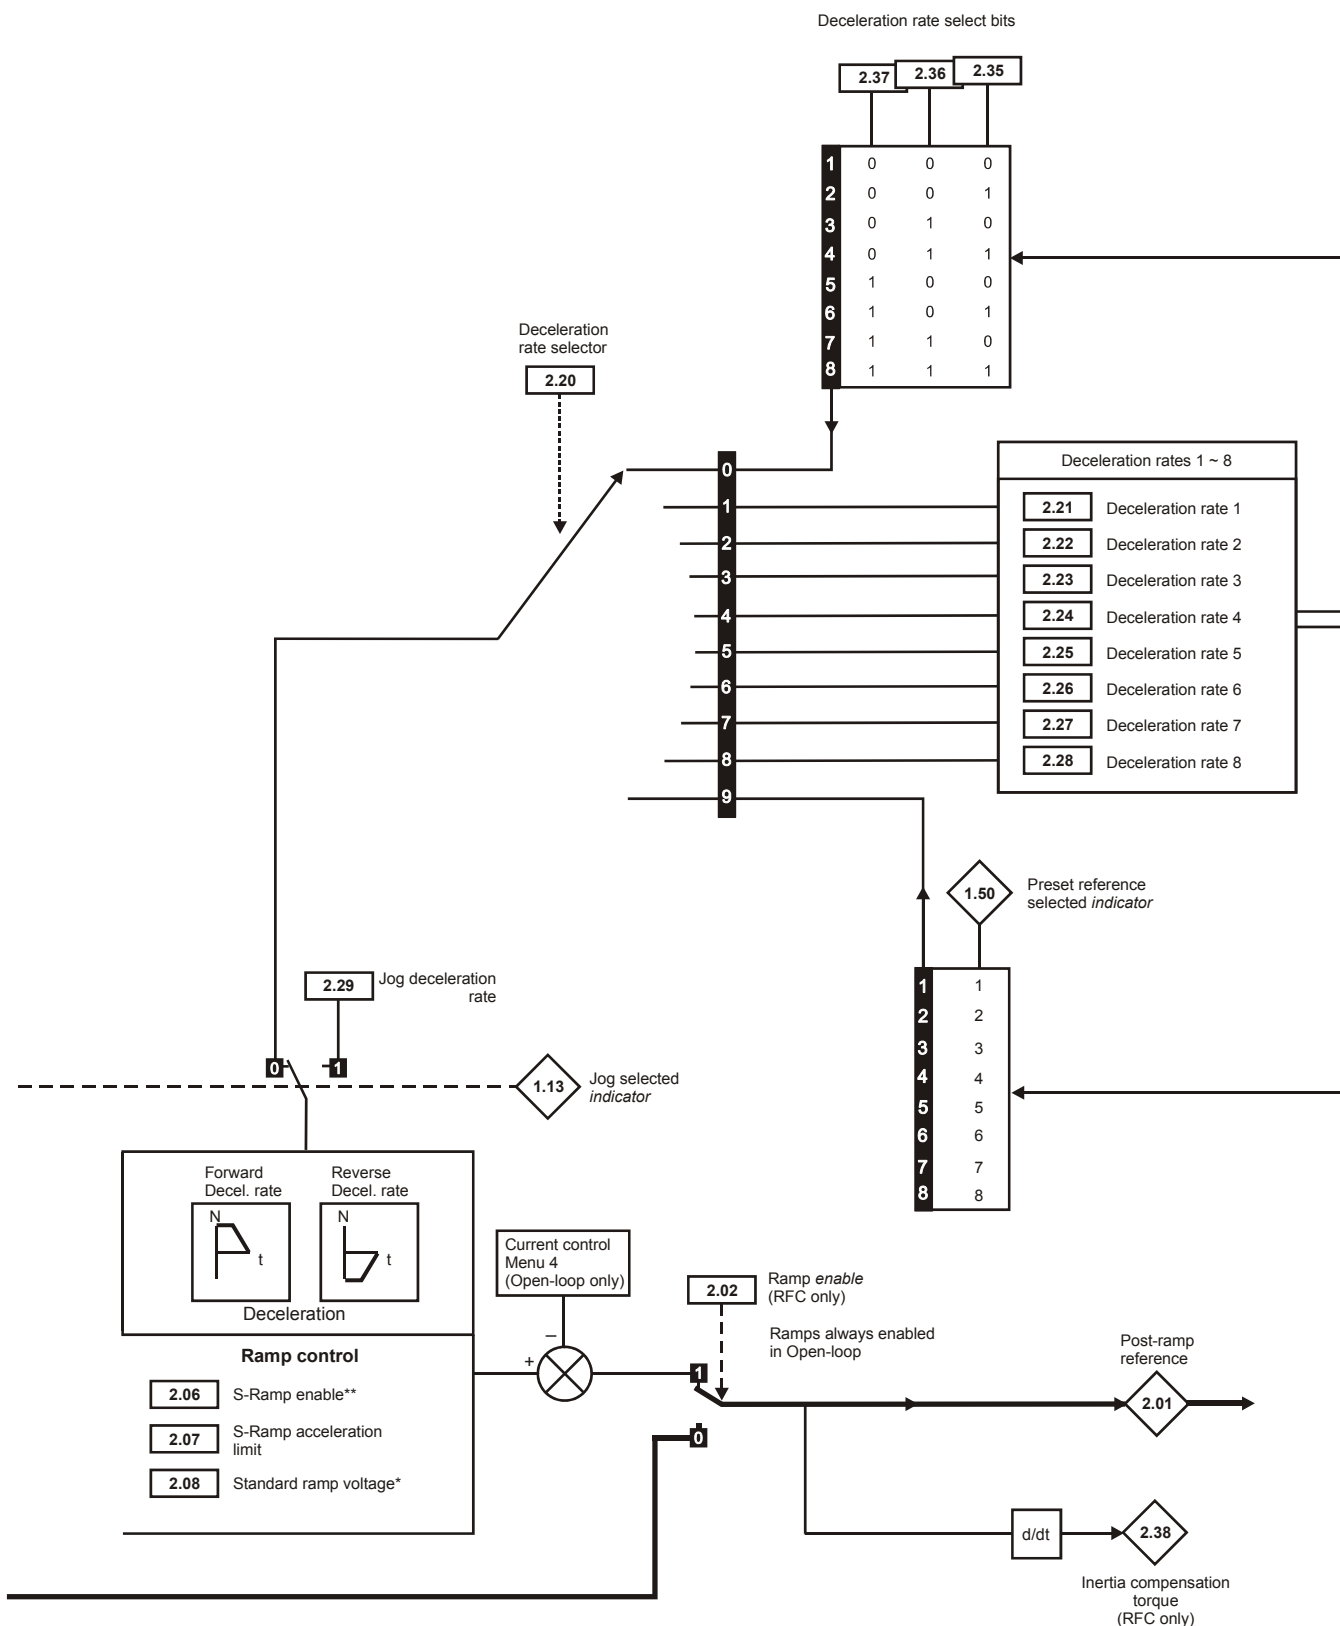 Deceleration rate select bits
2.37 2.36 2.35
1 0 0 0
2 0 0 1
3 0 1 0
4 0 1 1
5 1 0 0
6 1 0 1
7 1 1 0
8 1 1 1
Deceleration
rate selector
2.20
0
1
2
3
4
5
6
7
8
9
Deceleration rates 1 ~ 8
2.21 Deceleration rate 1
2.22 Deceleration rate 2
2.23 Deceleration rate 3
2.24 Deceleration rate 4
2.25 Deceleration rate 5
2.26 Deceleration rate 6
2.27 Deceleration rate 7
2.28 Deceleration rate 8
1.50
Preset reference
selected indicator
1 1
2 2
3 3
4 4
5 5
6 6
7 7
8 8
2.29
Jog deceleration
rate
0 1
1.13
Jog selected
indicator
Forward
Decel. rate
N
t
Reverse
Decel. rate
N
t
Deceleration
Ramp control
2.06 S-Ramp enable**
2.07 S-Ramp acceleration
limit
2.08 Standard ramp voltage*
Current control
Menu 4
(Open-loop only)
–
+
2.02
Ramp enable
(RFC only)
Ramps always enabled
in Open-loop
1
0
Post-ramp
reference
2.01
d/dt
2.38
Inertia compensation
torque
(RFC only)